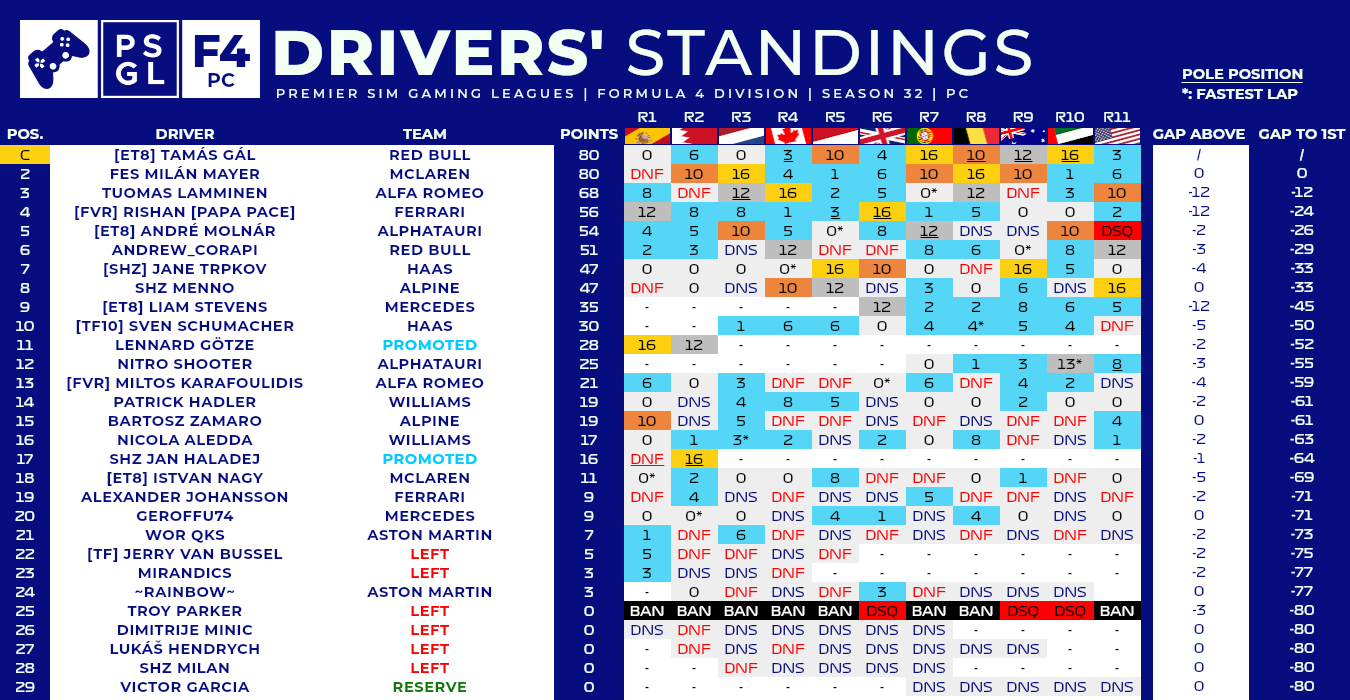 PS GL F4 PC DRIVERS' STANDINGS
PREMIER SIM GAMING LEAGUES | FORMULA 4 DIVISION | SEASON 32 | PC
POLE POSITION
*: FASTEST LAP
R1 R2 R3 R4 R5 R6 R7 R8 R9 R10 R11
POS. DRIVER TEAM POINTS GAP ABOVE GAP TO 1ST
C [ET8] TAMÁS GÁL RED BULL 80 0 6 0 3 10 4 16 10 12 16 3 / /
2 FES MILÁN MAYER MCLAREN 80 DNF 10 16 4 1 6 10 16 10 1 6 0 0
3 TUOMAS LAMMINEN ALFA ROMEO 68 8 DNF 12 16 2 5 0* 12 DNF 3 10 -12 -12
4 [FVR] RISHAN [PAPA PACE] FERRARI 56 12 8 8 1 3 16 1 5 0 0 2 -12 -24
5 [ET8] ANDRÉ MOLNÁR ALPHATAURI 54 4 5 10 5 0* 8 12 DNS DNS 10 DSQ -2 -26
6 ANDREW_CORAPI RED BULL 51 2 3 DNS 12 DNF DNF 8 6 0* 8 12 -3 -29
7 [SHZ] JANE TRPKOV HAAS 47 0 0 0 0* 16 10 0 DNF 16 5 0 -4 -33
8 SHZ MENNO ALPINE 47 DNF 0 DNS 10 12 DNS 3 0 6 DNS 16 0 -33
9 [ET8] LIAM STEVENS MERCEDES 35 - - - - - 12 2 2 8 6 5 -12 -45
10 [TF10] SVEN SCHUMACHER HAAS 30 - - 1 6 6 0 4 4* 5 4 DNF -5 -50
11 LENNARD GÖTZE PROMOTED 28 16 12 - - - - - - - - - -2 -52
12 NITRO SHOOTER ALPHATAURI 25 - - - - - - 0 1 3 13* 8 -3 -55
13 [FVR] MILTOS KARAFOULIDIS ALFA ROMEO 21 6 0 3 DNF DNF 0* 6 DNF 4 2 DNS -4 -59
14 PATRICK HADLER WILLIAMS 19 0 DNS 4 8 5 DNS 0 0 2 0 0 -2 -61
15 BARTOSZ ZAMARO ALPINE 19 10 DNS 5 DNF DNF DNS DNF DNS DNF DNF 4 0 -61
16 NICOLA ALEDDA WILLIAMS 17 0 1 3* 2 DNS 2 0 8 DNF DNS 1 -2 -63
17 SHZ JAN HALADEJ PROMOTED 16 DNF 16 - - - - - - - - - -1 -64
18 [ET8] ISTVAN NAGY MCLAREN 11 0* 2 0 0 8 DNF DNF 0 1 DNF 0 -5 -69
19 ALEXANDER JOHANSSON FERRARI 9 DNF 4 DNS DNF DNS DNS 5 DNF DNF DNS DNF -2 -71
20 GEROFFU74 MERCEDES 9 0 0* 0 DNS 4 1 DNS 4 0 DNS 0 0 -71
21 WOR QKS ASTON MARTIN 7 1 DNF 6 DNF DNS DNF DNS DNF DNS DNF DNS -2 -73
22 [TF] JERRY VAN BUSSEL LEFT 5 5 DNF DNF DNS DNF - - - - - - -2 -75
23 MIRANDICS LEFT 3 3 DNS DNS DNF - - - - - - - -2 -77
24 ~RAINBOW~ ASTON MARTIN 3 - 0 DNF DNS DNF 3 DNF DNS DNS DNS 0 -77
25 TROY PARKER LEFT 0 BAN BAN BAN BAN BAN DSQ BAN BAN DSQ DSQ BAN -3 -80
26 DIMITRIJE MINIC LEFT 0 DNS DNF DNS DNS DNS DNS DNS - - - - 0 -80
27 LUKÁŠ HENDRYCH LEFT 0 - DNF DNS DNF DNS DNS DNS DNS DNS - - 0 -80
28 SHZ MILAN LEFT 0 - - DNF DNS DNS DNS DNS - - - - 0 -80
29 VICTOR GARCIA RESERVE 0 - - - - - - DNS DNS DNS DNS DNS 0 -80